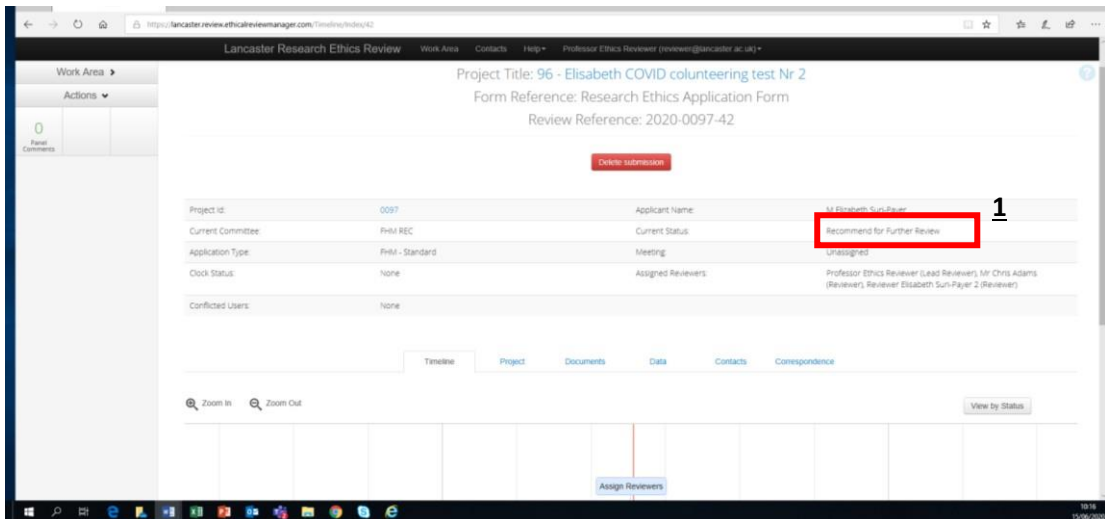 https://lancaster.review.ethicalreviewmanager.com/Timeline/Index/42
Lancaster Research Ethics Review Work Area Contacts Help Professor Ethics Reviewer (reviewer@lancaster.ac.uk)
Work Area
Actions
0
Panel Comments
Project Title: 96 - Elisabeth COVID colunteering test Nr 2
Form Reference: Research Ethics Application Form
Review Reference: 2020-0097-42
Delete submission
1
Project Id: 0097 Applicant Name: M Elizabeth Suri-Payer
Current Committee: FHM REC Current Status: Recommend for Further Review
Application Type: FHM - Standard Meeting: Unassigned
Clock Status: None Assigned Reviewers: Professor Ethics Reviewer (Lead Reviewer), Mr Chris Adams
(Reviewer), Reviewer Elisabeth Suri-Payer 2 (Reviewer)
Conflicted Users: None
Timeline Project Documents Data Contacts Correspondence
Zoom In Zoom Out View by Status
Assign Reviewers
10:16
15/06/2020